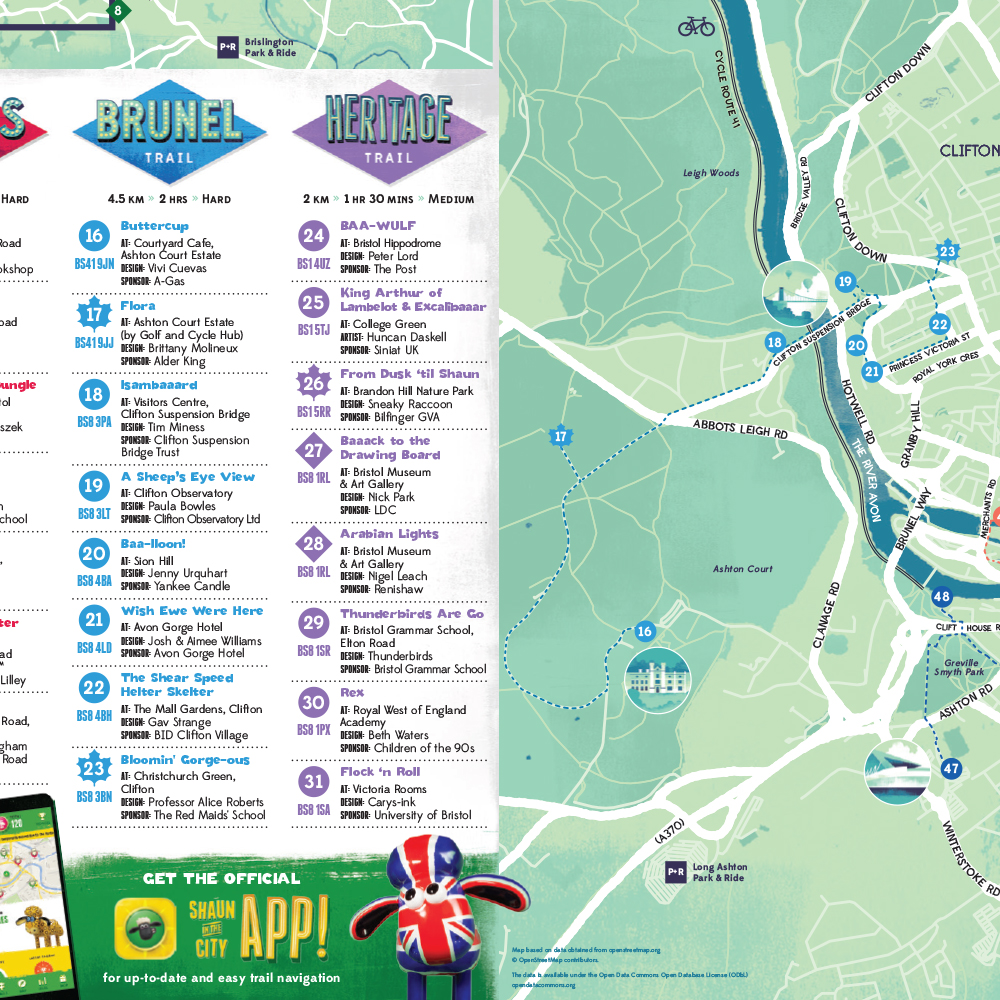 8
P+R
Brislington
Park & Ride
S
HARD
Road
okshop
oad
ungle
tol
szek
n
chool
ter
ad
Lilley
Road,
ngham
Road
BRUNEL
TRAIL
4.5 KM » 2 HRS » HARD
16
BS41 9JN
Buttercup
AT: Courtyard Cafe,
Ashton Court Estate
DESIGN: Vivi Cuevas
SPONSOR: A-Gas
17
BS41 9JJ
Flora
AT: Ashton Court Estate
(by Golf and Cycle Hub)
DESIGN: Brittany Molineux
SPONSOR: Alder King
18
BS8 3PA
Isambaaard
AT: Visitors Centre,
Clifton Suspension Bridge
DESIGN: Tim Miness
SPONSOR: Clifton Suspension
Bridge Trust
19
BS8 3LT
A Sheep's Eye View
AT: Clifton Observatory
DESIGN: Paula Bowles
SPONSOR: Clifton Observatory Ltd
20
BS8 4BA
Baa-lloon!
AT: Sion Hill
DESIGN: Jenny Urquhart
SPONSOR: Yankee Candle
21
BS8 4LD
Wish Ewe Were Here
AT: Avon Gorge Hotel
DESIGN: Josh & Aimee Williams
SPONSOR: Avon Gorge Hotel
22
BS8 4BH
The Shear Speed
Helter Skelter
AT: The Mall Gardens, Clifton
DESIGN: Gav Strange
SPONSOR: BID Clifton Village
23
BS8 3BN
Bloomin' Gorge-ous
AT: Christchurch Green,
Clifton
DESIGN: Professor Alice Roberts
SPONSOR: The Red Maids' School
HERITAGE
TRAIL
2 KM » 1 HR 30 MINS » MEDIUM
24
BS1 4UZ
BAA-WULF
AT: Bristol Hippodrome
DESIGN: Peter Lord
SPONSOR: The Post
25
BS1 5TJ
King Arthur of
Lambelot & Excalibaaar
AT: College Green
ARTIST: Huncan Daskell
SPONSOR: Siniat UK
26
BS1 5RR
From Dusk 'til Shaun
AT: Brandon Hill Nature Park
DESIGN: Sneaky Raccoon
SPONSOR: Bilfinger GVA
27
BS8 1RL
Baaack to the
Drawing Board
AT: Bristol Museum
& Art Gallery
DESIGN: Nick Park
SPONSOR: LDC
28
BS8 1RL
Arabian Lights
AT: Bristol Museum
& Art Gallery
DESIGN: Nigel Leach
SPONSOR: Renishaw
29
BS8 1SR
Thunderbirds Are Go
AT: Bristol Grammar School,
Elton Road
DESIGN: Thunderbirds
SPONSOR: Bristol Grammar School
30
BS8 1PX
Rex
AT: Royal West of England
Academy
DESIGN: Beth Waters
SPONSOR: Children of the 90s
31
BS8 1SA
Flock 'n Roll
AT: Victoria Rooms
DESIGN: Carys-ink
SPONSOR: University of Bristol
120
GET THE OFFICIAL
SHAUN
IN THE
CITY
APP!
for up-to-date and easy trail navigation
CYCLE ROUTE 41
CLIFTON DOWN
CLIFTON
Leigh Woods
BRIDGE VALLEY RD
CLIFTON DOWN
23
19
18
CLIFTON SUSPENSION BRIDGE
20
22
21
PRINCESS VICTORIA ST
ROYAL YORK CRES
HOTWELL RD
GRANBY HILL
17
ABBOTS LEIGH RD
THE RIVER AVON
BRUNEL WAY
MERCHANTS RD
Ashton Court
CLANAGE RD
48
16
CLIFT HOUSE R
Greville
Smyth Park
ASHTON RD
47
(A370)
WINTERSTOKE RD
P+R
Long Ashton
Park & Ride
Map based on data obtained from openstreetmap.org
© OpenStreetMap contributors.
The data is available under the Open Data Commons Open Database License (ODbL)
opendatacommons.org